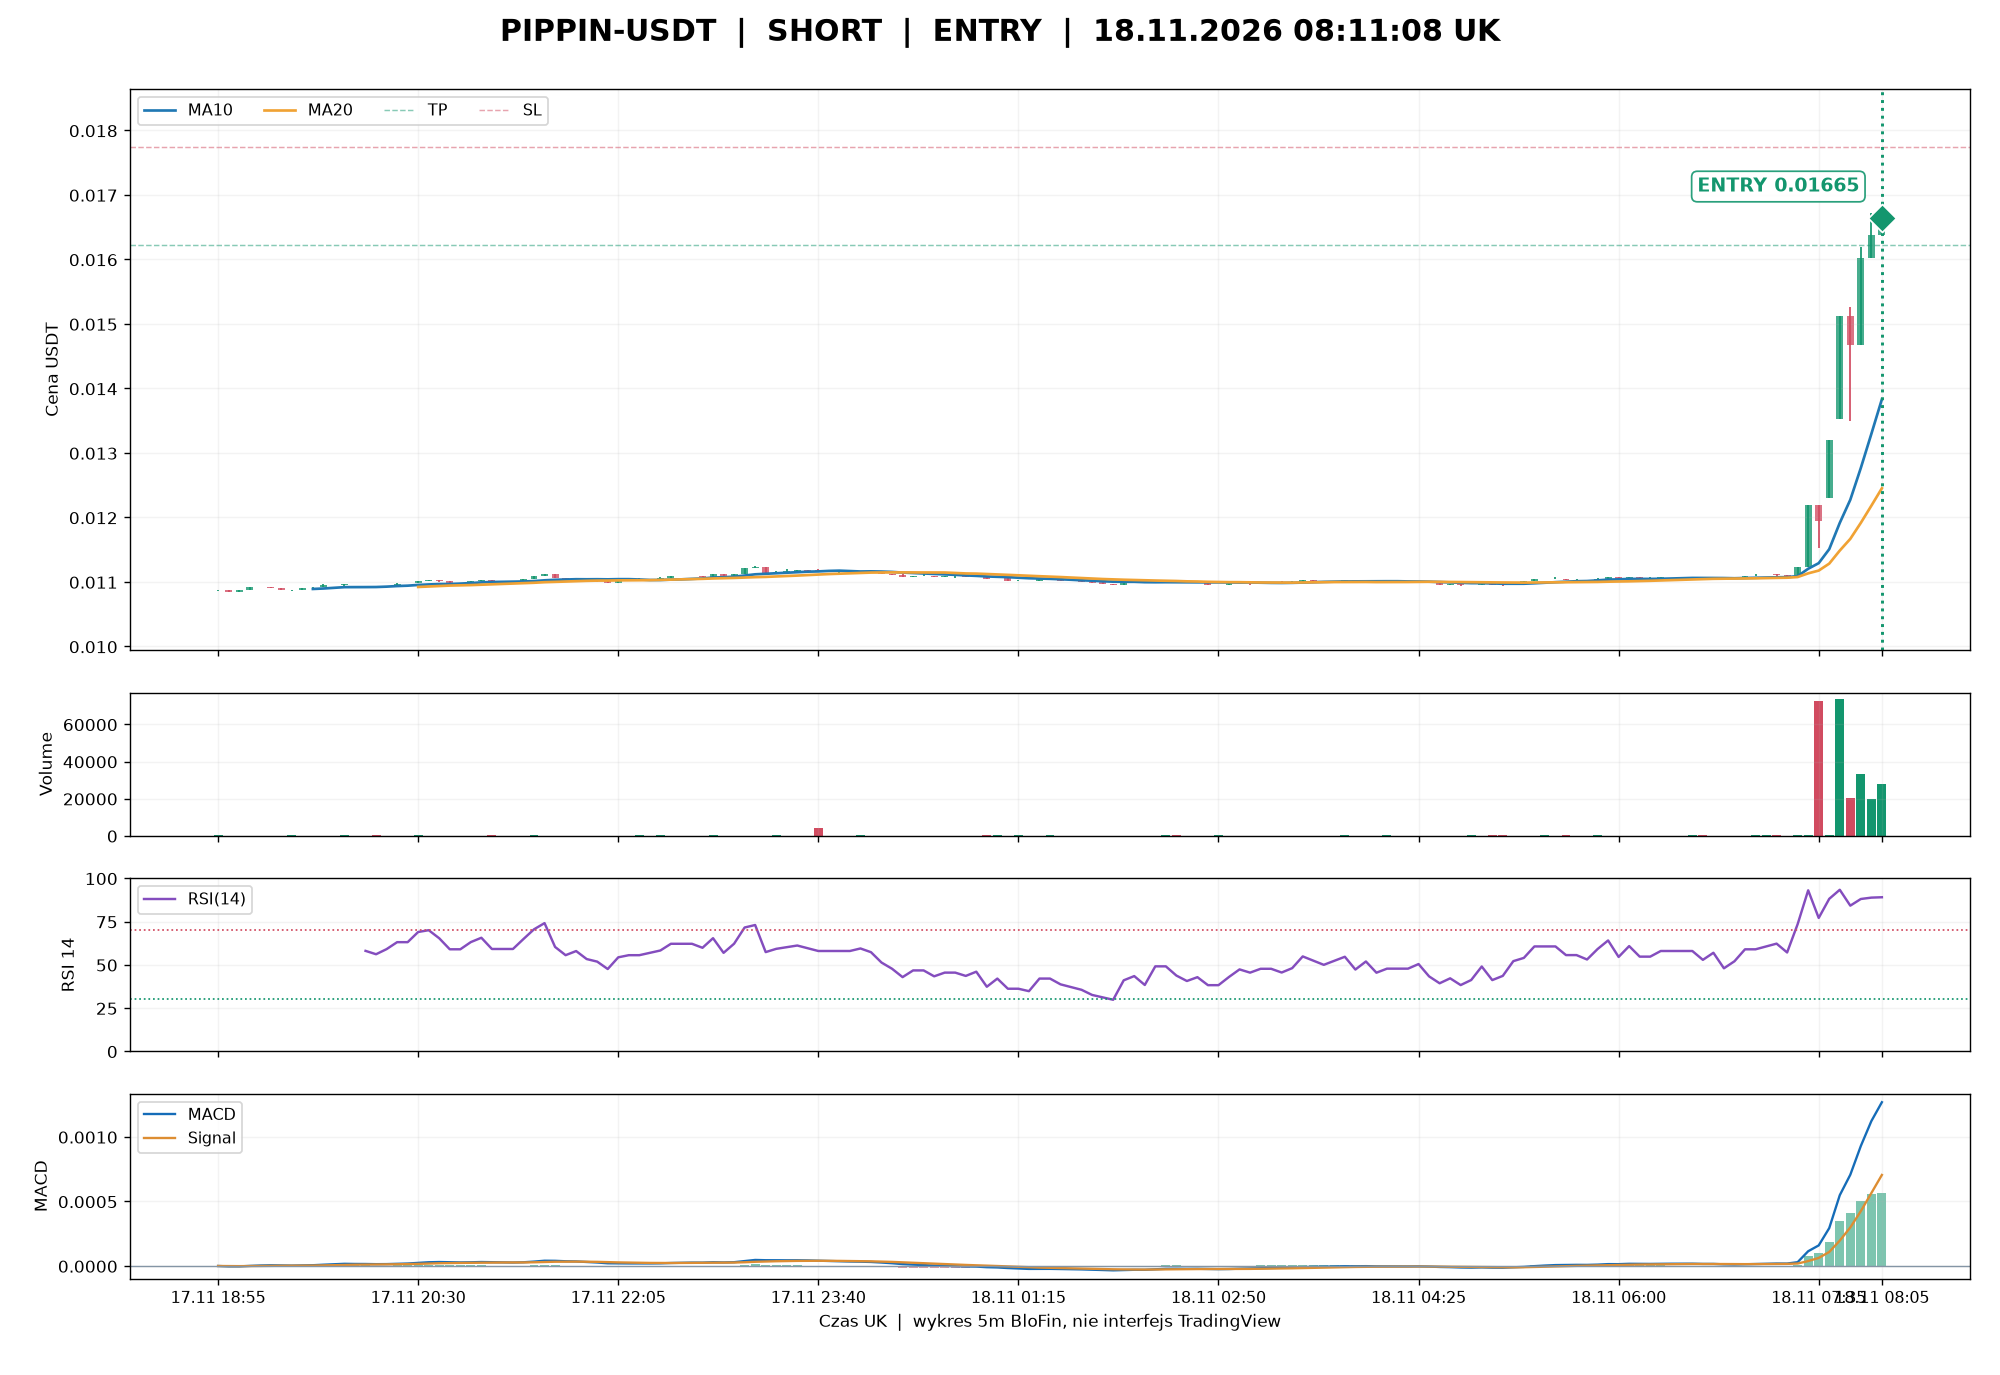 PIPPIN-USDT | SHORT | ENTRY | 18.11.2026 08:11:08 UK
MA10 MA20 TP SL
ENTRY 0.01665
Cena USDT
0.018
0.017
0.016
0.015
0.014
0.013
0.012
0.011
0.010
Volume
60000
40000
20000
0
RSI(14)
RSI 14
100
75
50
25
0
MACD
Signal
MACD
0.0010
0.0005
0.0000
17.11 18:55 17.11 20:30 17.11 22:05 17.11 23:40 18.11 01:15 18.11 02:50 18.11 04:25 18.11 06:00 18.11 07:35 18.11 08:05
Czas UK | wykres 5m BloFin, nie interfejs TradingView